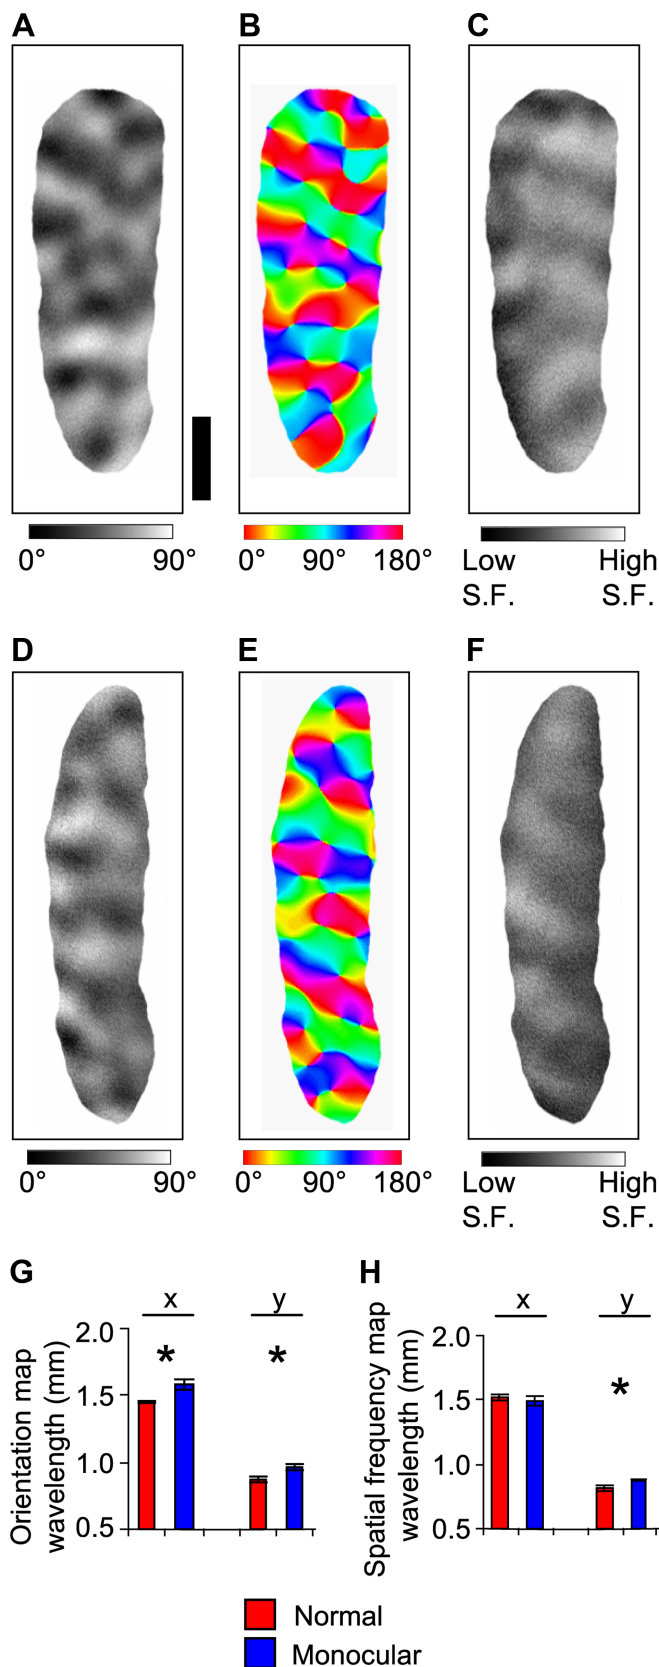 A B C
0° 90° 0° 90° 180° Low High
S.F. S.F.
D E F
0° 90° 0° 90° 180° Low High
S.F. S.F.
G
x y
Orientation map
wavelength (mm)
2.0
1.5
1.0
0.5
* *
H
x y
Spatial frequency map
wavelength (mm)
2.0
1.5
1.0
0.5
*
Normal
Monocular